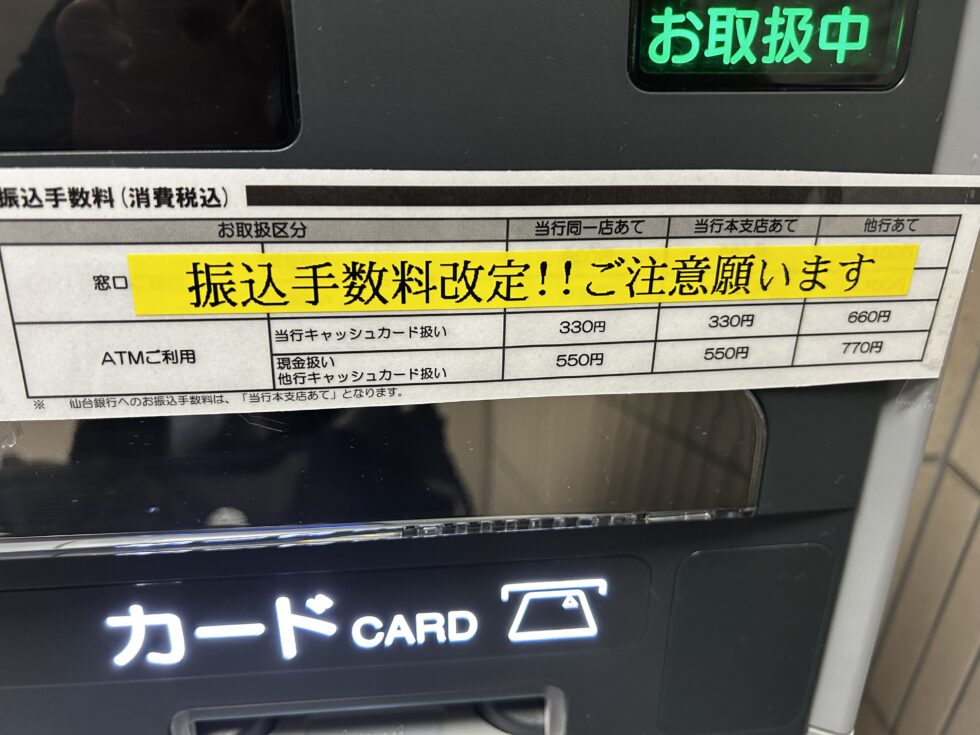 お取扱中
振込手数料(消費税込)
お取扱区分 当行同一店あて 当行本支店あて 他行あて
窓口
振込手数料改定!!ご注意願います
ATMご利用
当行キャッシュカード扱い 330円 330円 660円
現金扱い
他行キャッシュカード扱い 550円 550円 770円
※ 仙台銀行へのお振込手数料は、「当行本支店あて」となります。
カード CARD